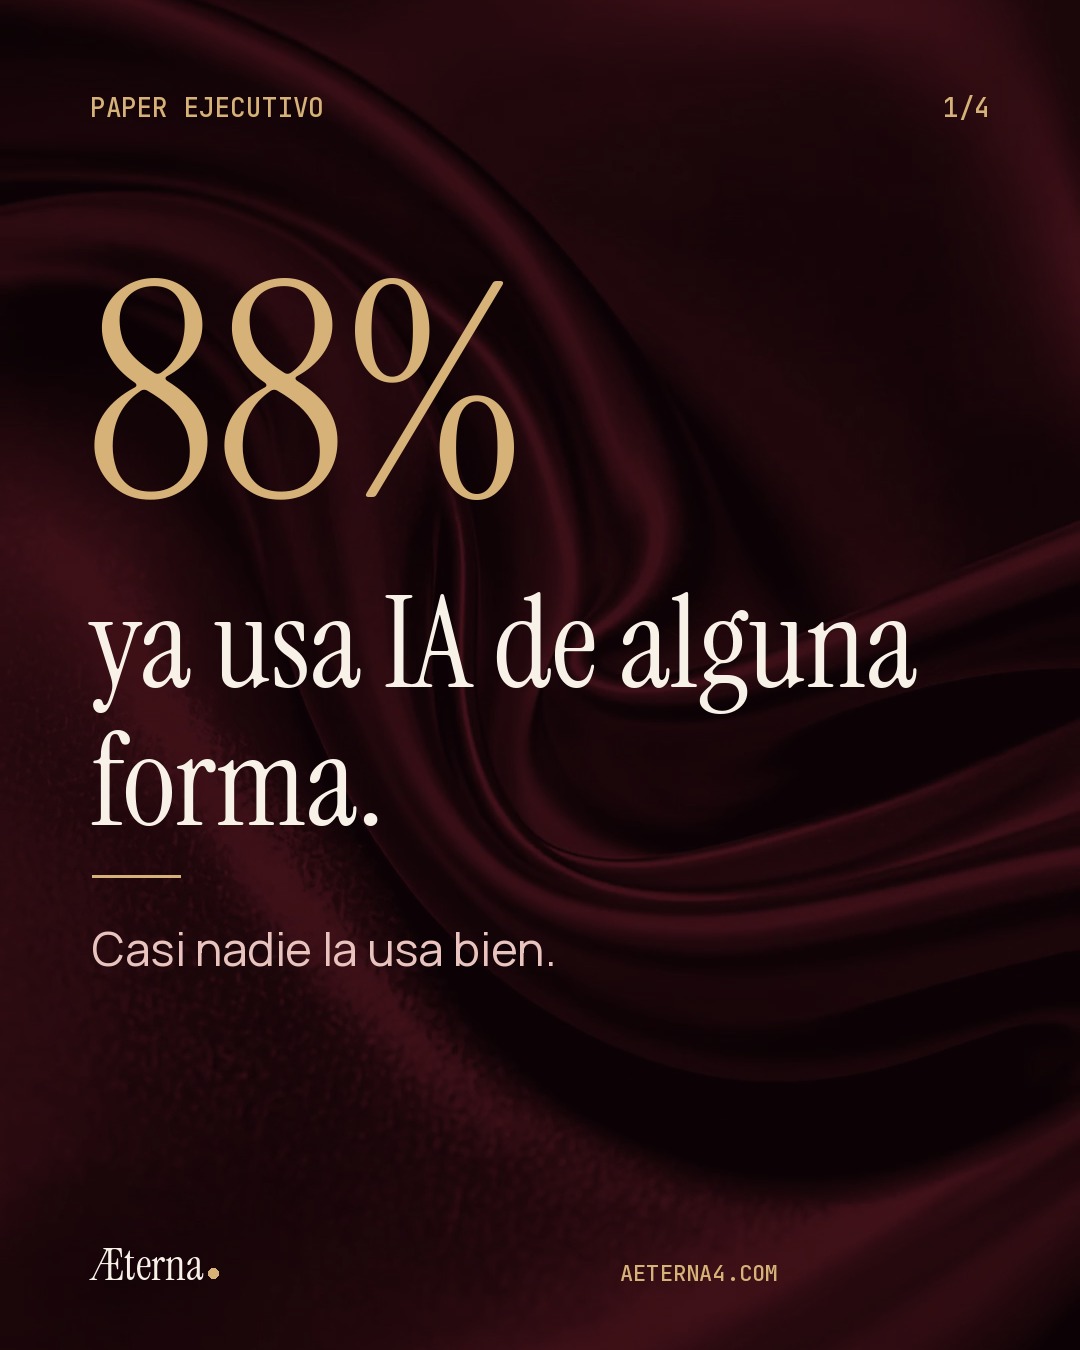 PAPER EJECUTIVO
1/4
88%
ya usa IA de alguna
forma.
Casi nadie la usa bien.
Æterna.
AETERNA4.COM